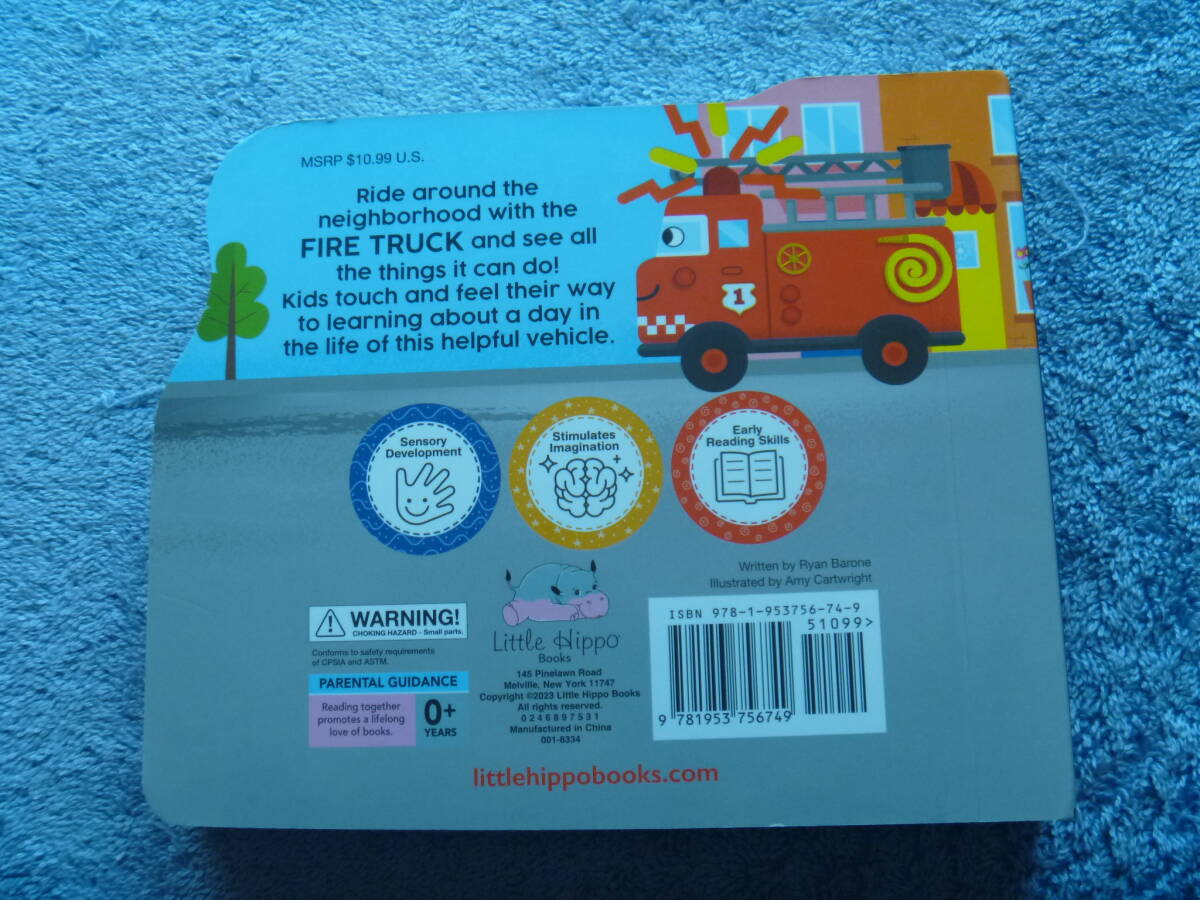 MSRP $10.99 U.S.
Ride around the
neighborhood with the
FIRE TRUCK and see all
the things it can do!
Kids touch and feel their way
to learning about a day in
the life of this helpful vehicle.
1
Sensory
Development
Stimulates
Imagination
Early
Reading Skills
Written by Ryan Barone
Illustrated by Amy Cartwright
WARNING!
CHOKING HAZARD - Small parts.
Conforms to safety requirements
of CPSIA and ASTM.
PARENTAL GUIDANCE
Reading together
promotes a lifelong
love of books.
0+
YEARS
Little Hippo
Books
145 Pinelawn Road
Melville, New York 11747
Copyright ©2023 Little Hippo Books
All rights reserved.
0 2 4 6 8 9 7 5 3 1
Manufactured in China
001-8334
ISBN 978-1-953756-74-9
51099>
9 781953 756749
littlehippobooks.com